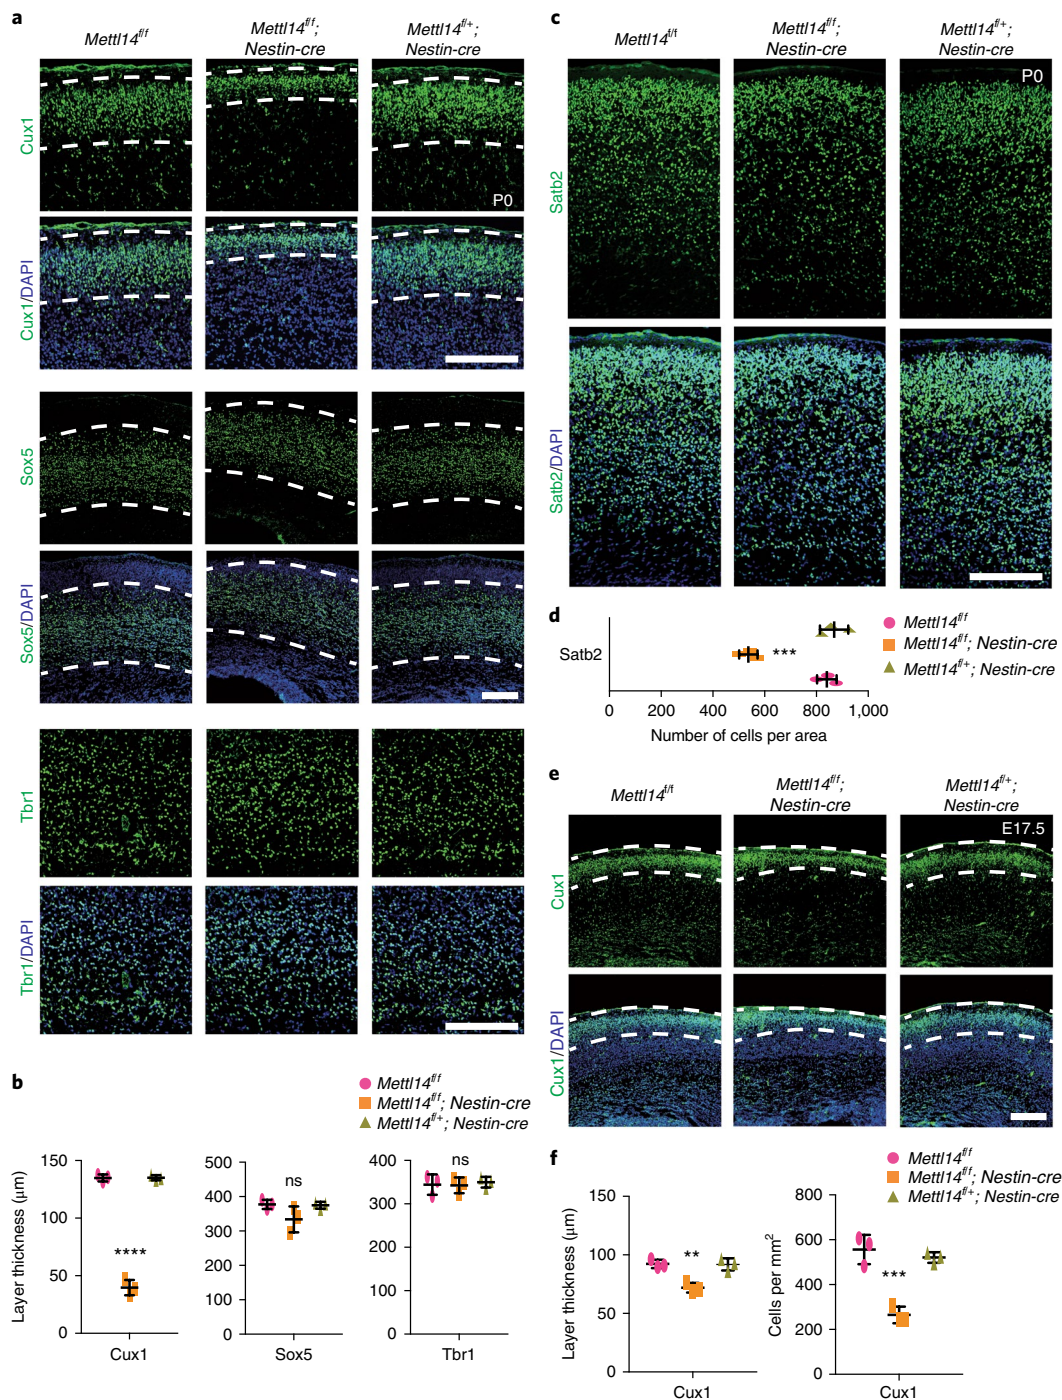 a
Mettl14f/f
Mettl14f/f;
Nestin-cre
Mettl14f/+;
Nestin-cre
Cux1
P0
Cux1/DAPI
Sox5
Sox5/DAPI
Tbr1
Tbr1/DAPI
b
Mettl14f/f
Mettl14f/f; Nestin-cre
Mettl14f/+; Nestin-cre
Layer thickness (μm)
150
100
50
0
****
Cux1
500
400
300
200
100
0
ns
Sox5
400
300
200
100
0
ns
Tbr1
c
Mettl14f/f
Mettl14f/f;
Nestin-cre
Mettl14f/+;
Nestin-cre
P0
Satb2
Satb2/DAPI
d
Satb2
***
0 200 400 600 800 1,000
Number of cells per area
Mettl14f/f
Mettl14f/f; Nestin-cre
Mettl14f/+; Nestin-cre
e
Mettl14f/f
Mettl14f/f;
Nestin-cre
Mettl14f/+;
Nestin-cre
E17.5
Cux1
Cux1/DAPI
f
Mettl14f/f
Mettl14f/f; Nestin-cre
Mettl14f/+; Nestin-cre
Layer thickness (μm)
150
100
50
0
**
Cux1
Cells per mm2
800
600
400
200
0
***
Cux1